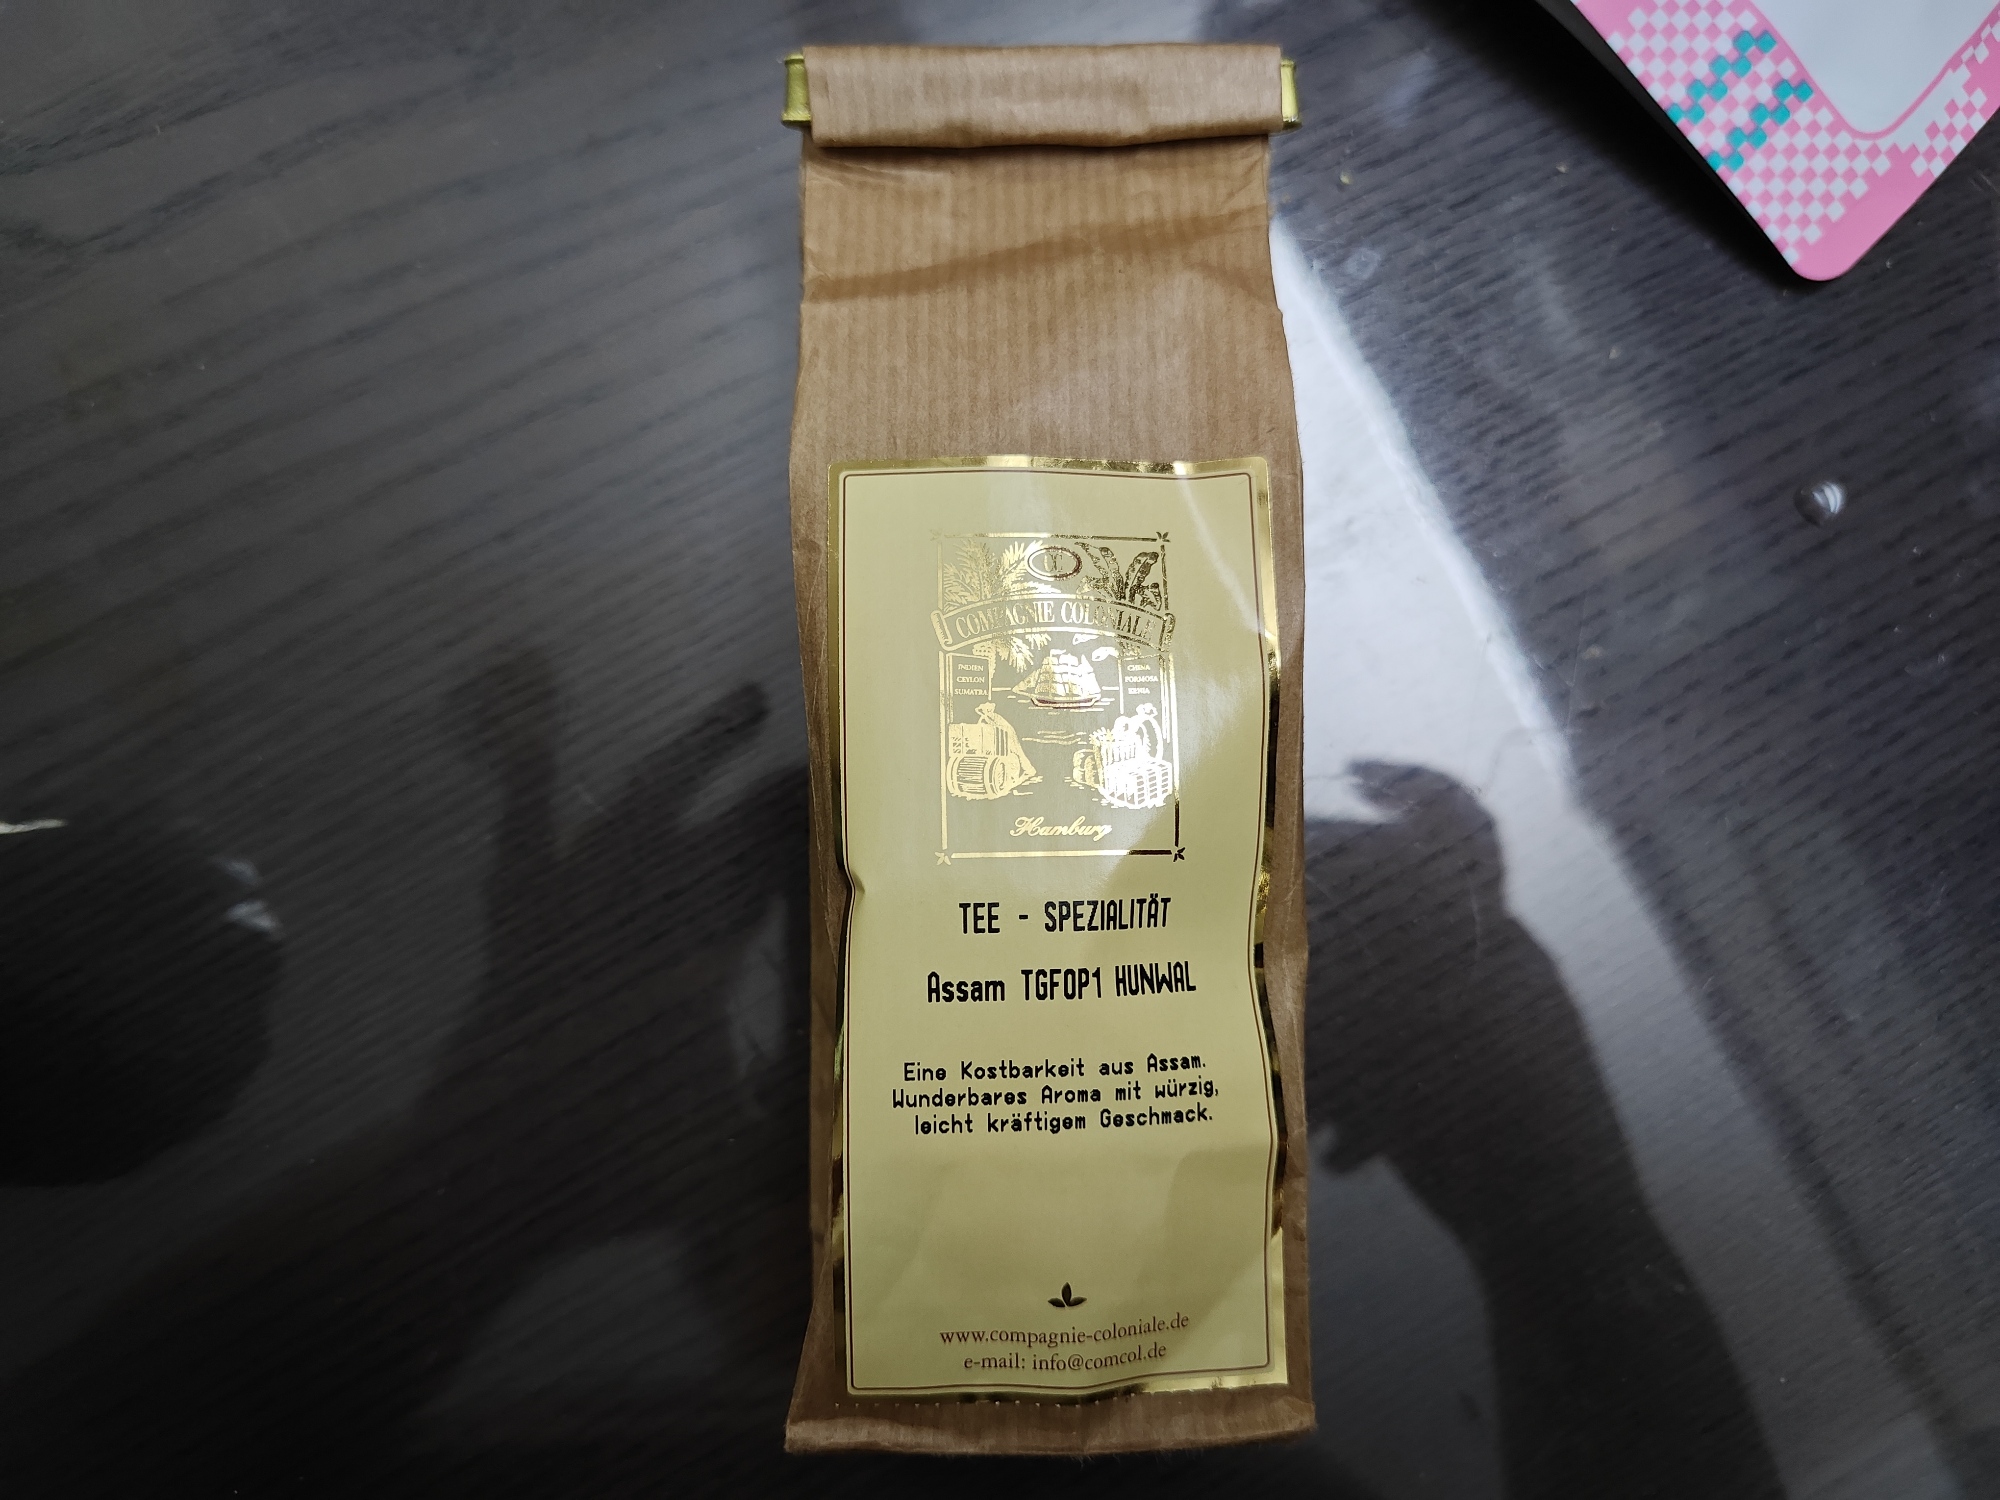 CC
COMPAGNIE COLONIALE
INDIEN
CEYLON
SUMATRA
CHINA
FORMOSA
KENIA
Hamburg
TEE - SPEZIALITÄT
Assam TGFOP1 HUNWAL
Eine Kostbarkeit aus Assam.
Wunderbares Aroma mit würzig,
leicht kräftigem Geschmack.
www.compagnie-coloniale.de
e-mail: info@comcol.de